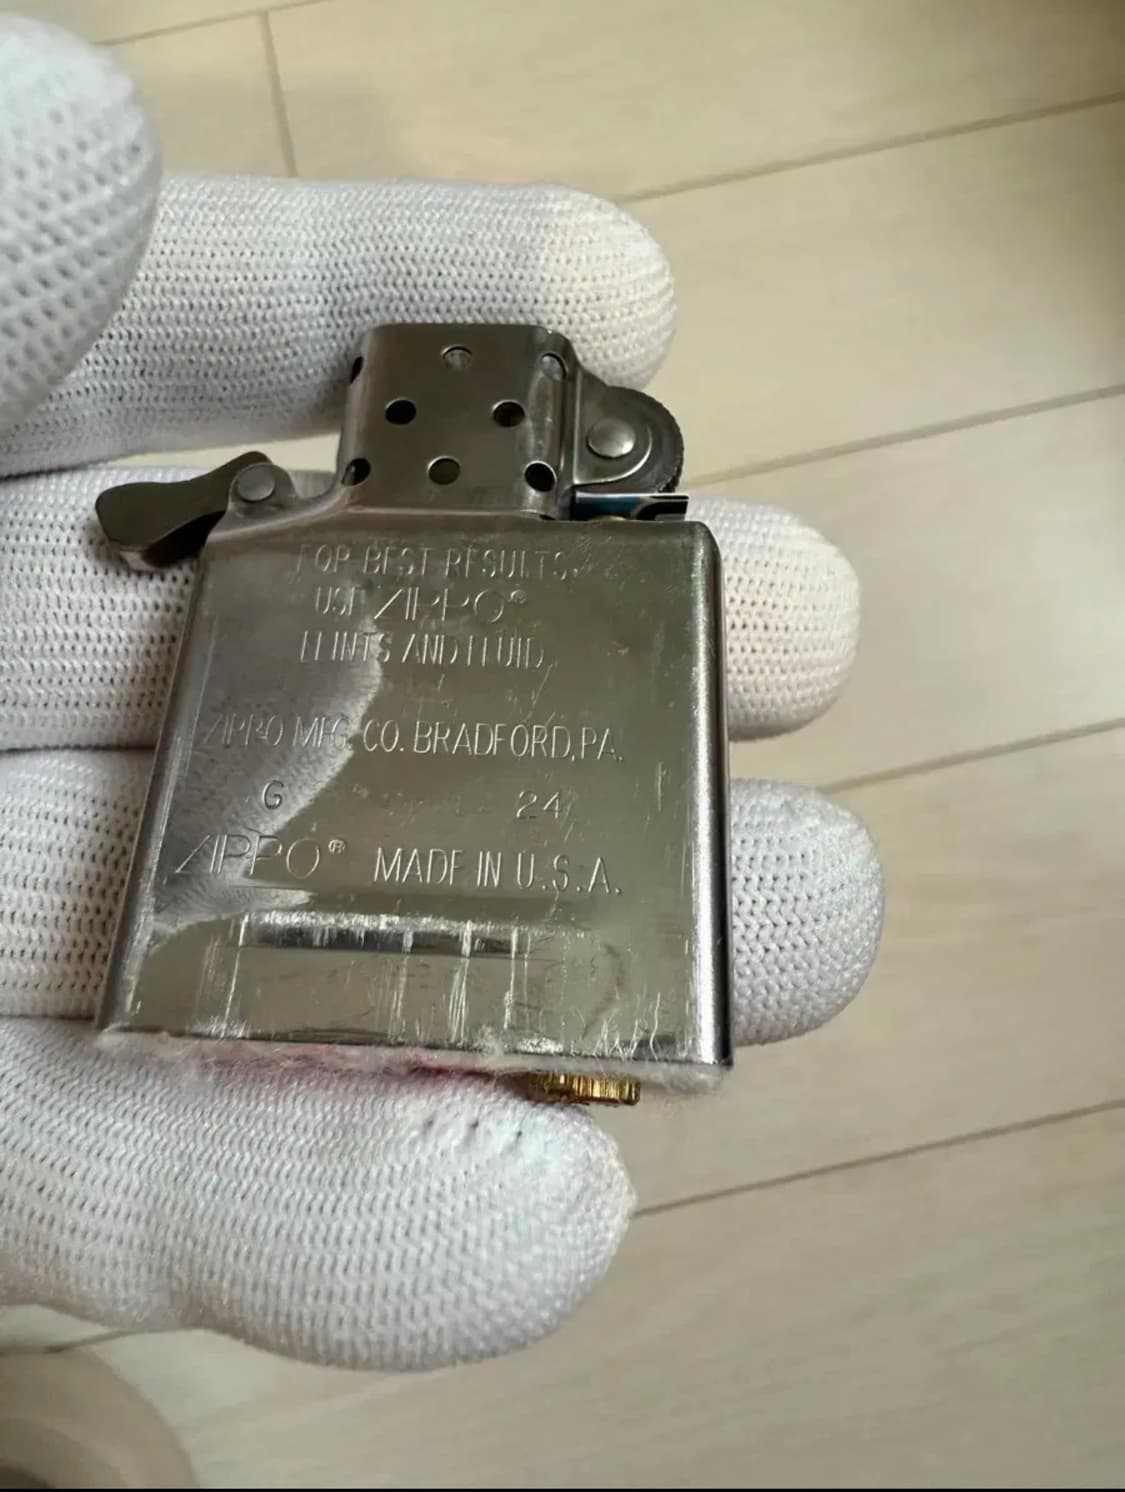 FOR BEST RESULTS
USE ZIPPO®
FLINTS AND FLUID
ZIPPO MFG. CO. BRADFORD, PA.
G 24
ZIPPO® MADE IN U.S.A.